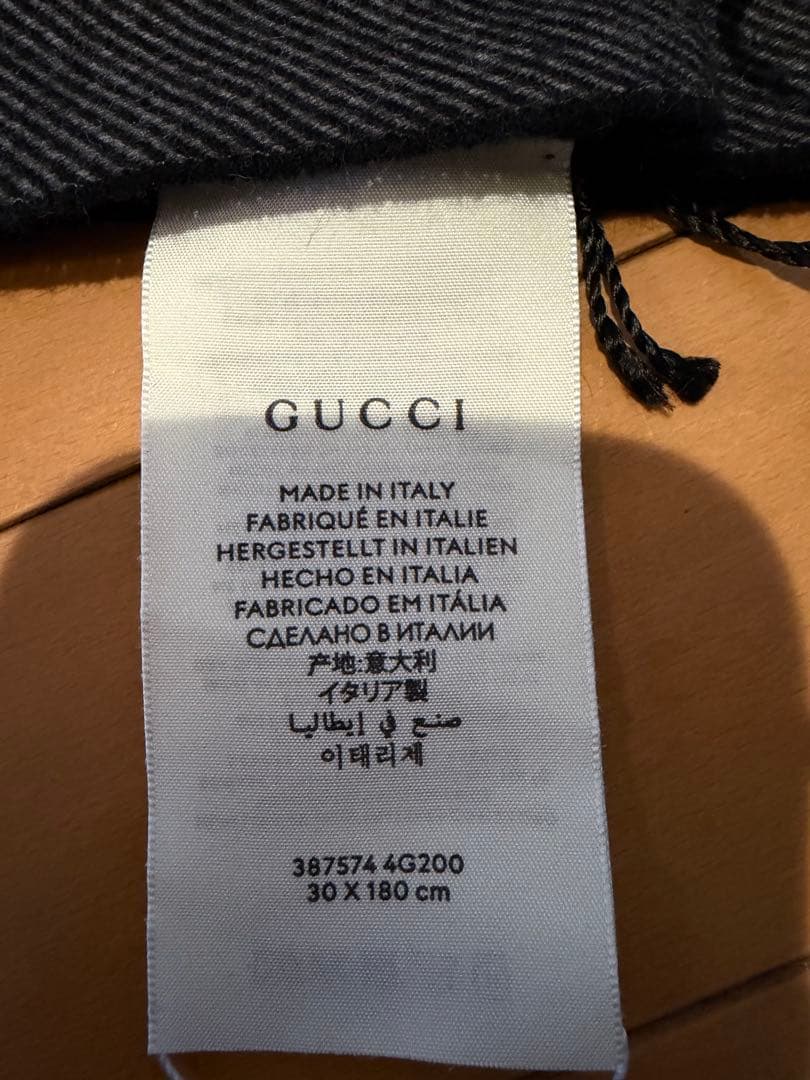 GUCCI
MADE IN ITALY
FABRIQUÉ EN ITALIE
HERGESTELLT IN ITALIEN
HECHO EN ITALIA
FABRICADO EM ITÁLIA
СДЕЛАНО В ИТАЛИИ
产地:意大利
イタリア製
صنع في إيطاليا
이태리제
387574 4G200
30 X 180 cm